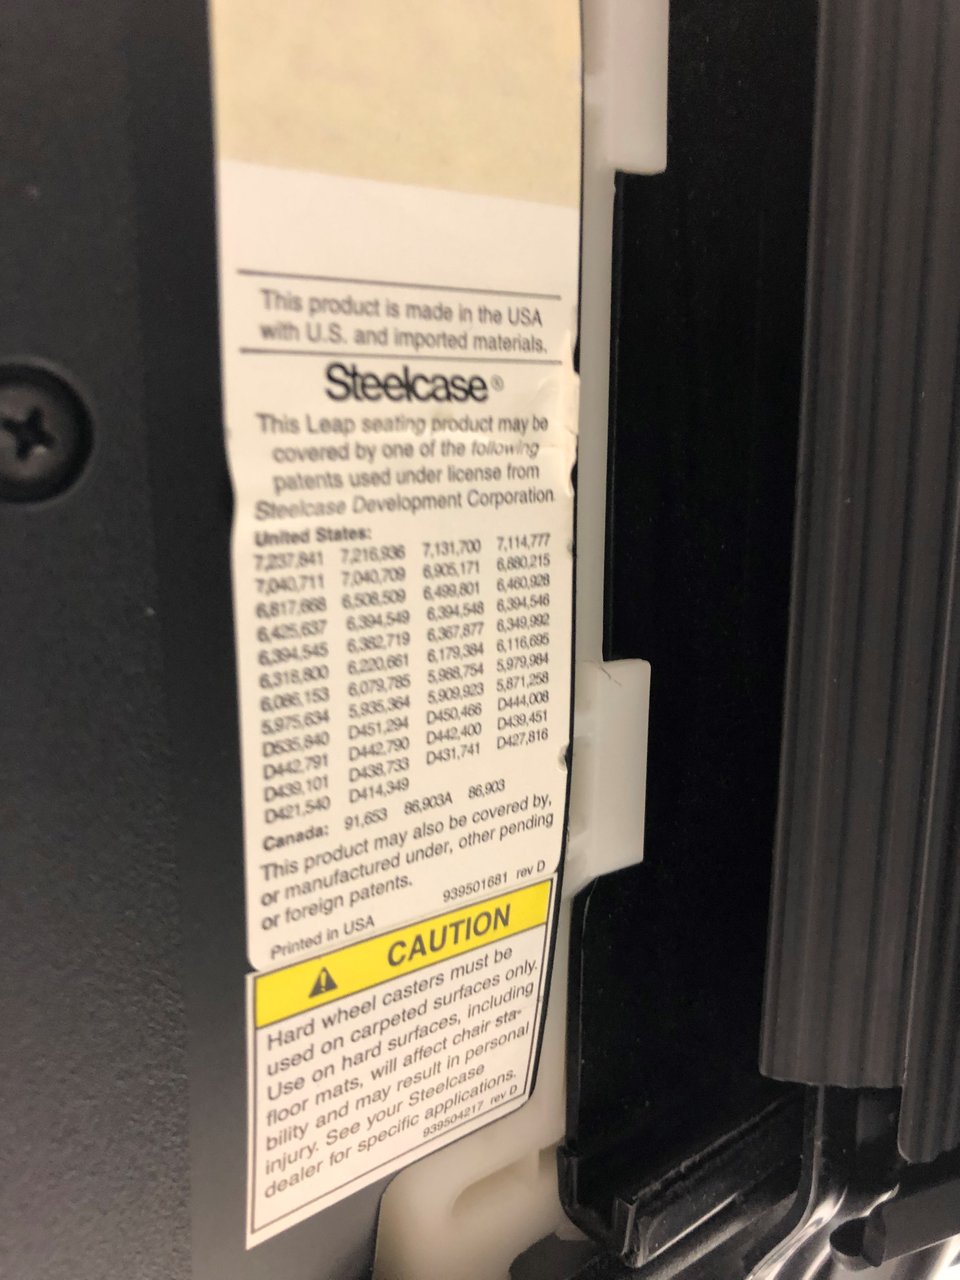 This product is made in the USA
with U.S. and imported materials.
Steelcase®
This Leap seating product may be
covered by one of the following
patents used under license from
Steelcase Development Corporation
United States:
7,237,841 7,216,936 7,131,700 7,114,777
7,040,711 7,040,709 6,905,171 6,880,215
6,817,668 6,508,509 6,499,801 6,460,928
6,425,637 6,394,549 6,394,548 6,394,546
6,394,545 6,382,719 6,367,877 6,349,992
6,318,800 6,220,661 6,179,384 6,116,695
6,086,153 6,079,785 5,988,754 5,979,984
5,975,634 5,935,364 5,909,923 5,871,258
D535,840 D451,294 D450,466 D444,008
D442,791 D442,790 D442,400 D439,451
D439,101 D438,733 D431,741 D427,816
D421,540 D414,349
Canada: 91,653 86,903A 86,903
This product may also be covered by,
or manufactured under, other pending
or foreign patents.
Printed in USA 939501681 rev D
CAUTION
Hard wheel casters must be
used on carpeted surfaces only.
Use on hard surfaces, including
floor mats, will affect chair sta-
bility and may result in personal
injury. See your Steelcase
dealer for specific applications.
939504217 rev D